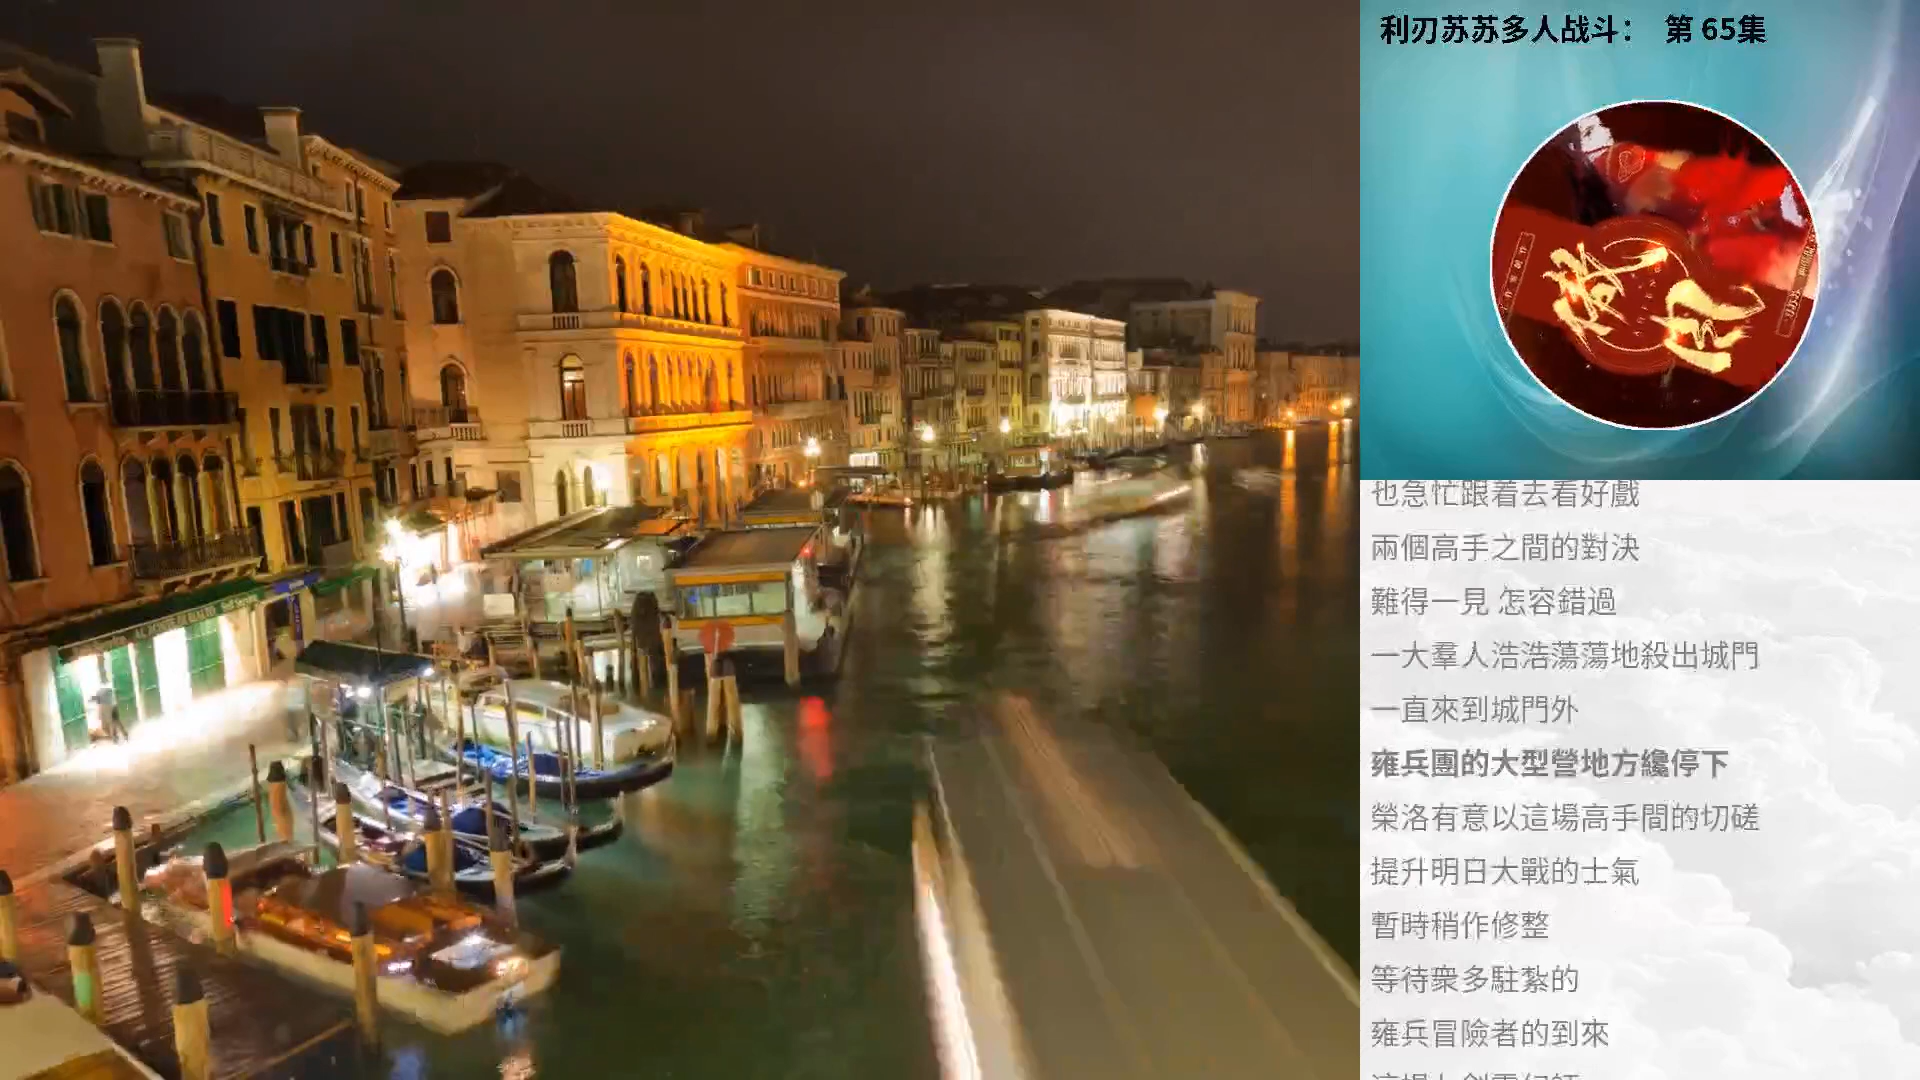 利刃苏苏多人战斗： 第 65集
也急忙跟着去看好戲
兩個高手之間的對決
難得一見 怎容錯過
一大羣人浩浩蕩蕩地殺出城門
一直來到城門外
雍兵團的大型營地方纔停下
榮洛有意以這場高手間的切磋
提升明日大戰的士氣
暫時稍作修整
等待衆多駐紮的
雍兵冒險者的到來